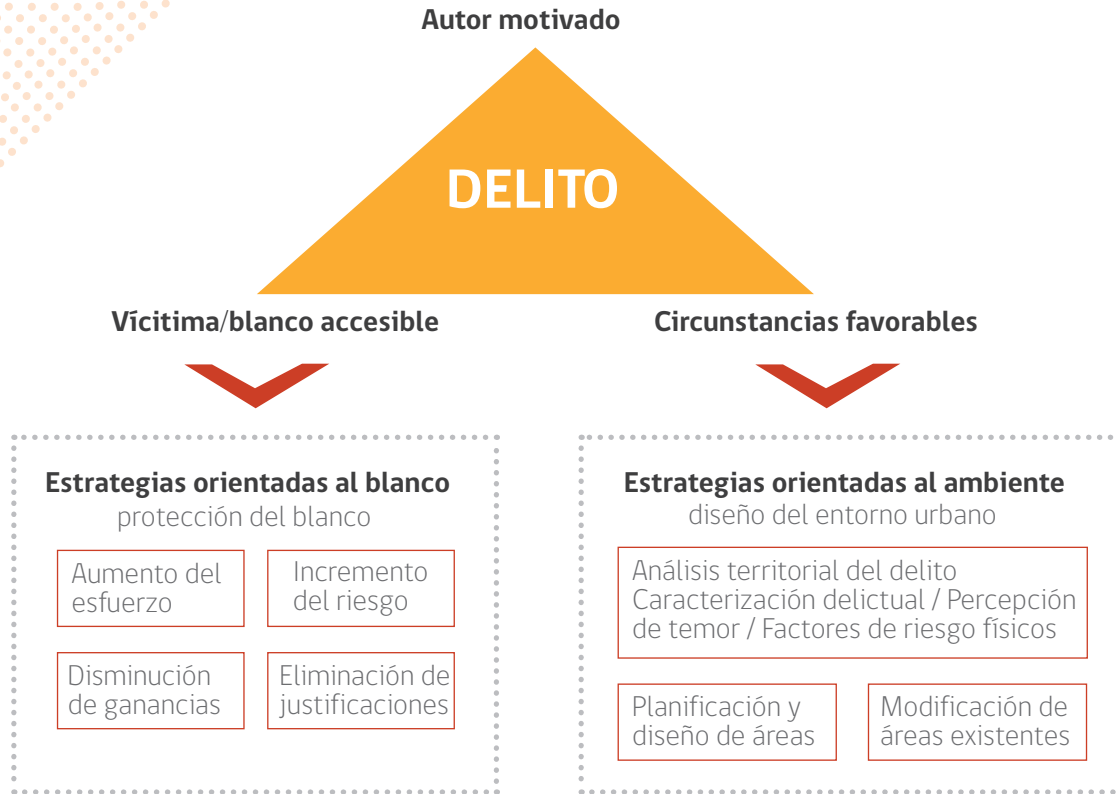 Autor motivado
DELITO
Vícitima/blanco accesible
Circunstancias favorables
Estrategias orientadas al blanco
protección del blanco
Aumento del
esfuerzo
Incremento
del riesgo
Disminución
de ganancias
Eliminación de
justificaciones
Estrategias orientadas al ambiente
diseño del entorno urbano
Análisis territorial del delito
Caracterización delictual / Percepción
de temor / Factores de riesgo físicos
Planificación y
diseño de áreas
Modificación de
áreas existentes